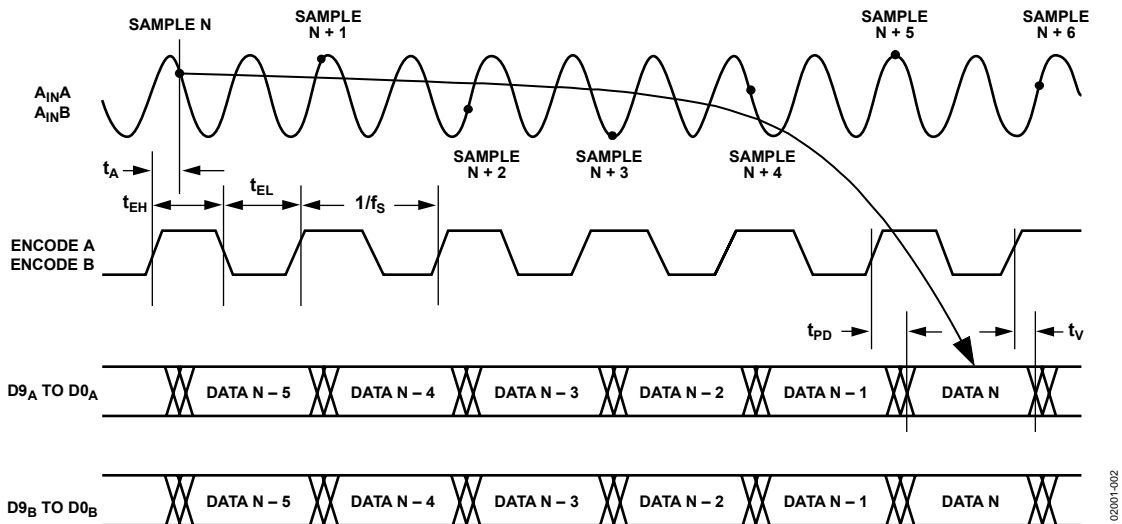 SAMPLE N
SAMPLE
N + 1
SAMPLE
N + 5
SAMPLE
N + 6
AINA
AINB
SAMPLE
N + 2
SAMPLE
N + 3
SAMPLE
N + 4
tA
tEH
tEL
1/fS
ENCODE A
ENCODE B
tPD
tV
D9A TO D0A
DATA N – 5
DATA N – 4
DATA N – 3
DATA N – 2
DATA N – 1
DATA N
D9B TO D0B
DATA N – 5
DATA N – 4
DATA N – 3
DATA N – 2
DATA N – 1
DATA N
02001-002